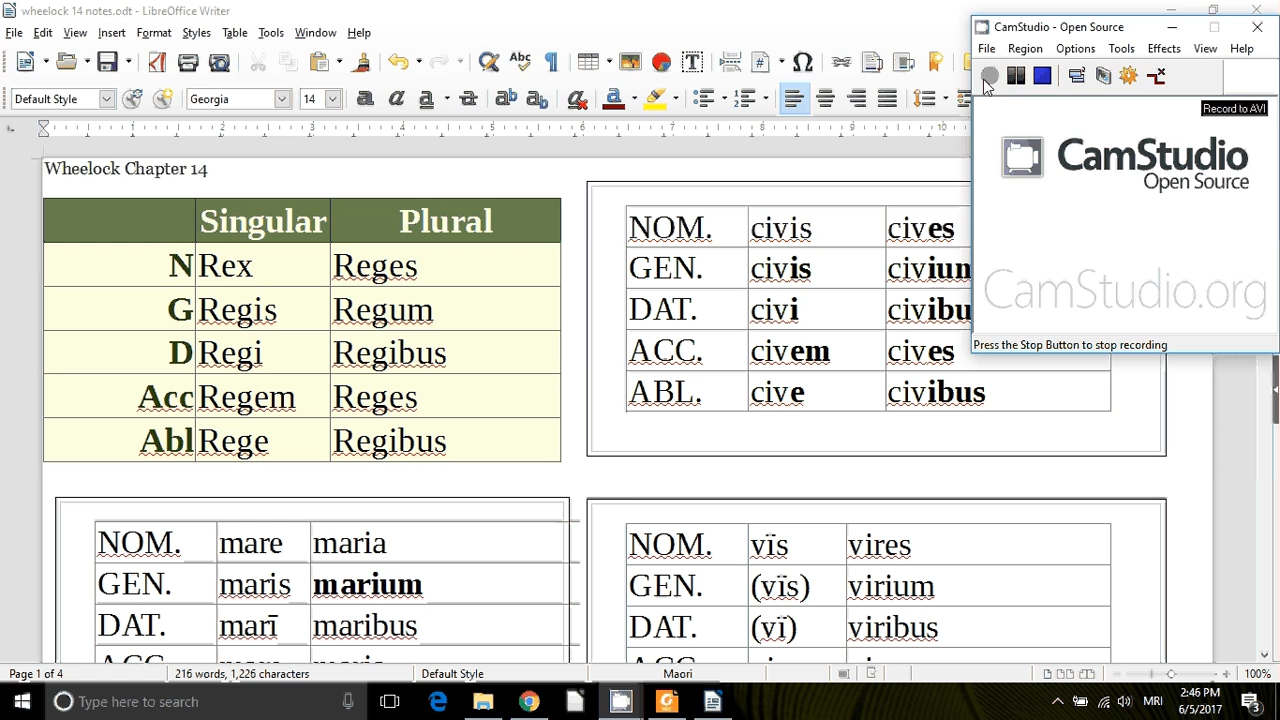 wheelock 14 notes.odt - LibreOffice Writer
File Edit View Insert Format Styles Table Tools Window Help
Default Style Georgia 14
8 9 10
Wheelock Chapter 14
Singular Plural
N Rex Reges
G Regis Regum
D Regi Regibus
Acc Regem Reges
Abl Rege Regibus
NOM. civis cives
GEN. civis
DAT. civi
ACC. civem cives
ABL. cive civibus
NOM. mare maria
GEN. maris marium
DAT. marī maribus
NOM. vīs vires
GEN. (vīs) virium
DAT. (vī) viribus
CamStudio - Open Source
File Region Options Tools Effects View Help
Record to AVI
CamStudio
Open Source
CamStudio.org
Press the Stop Button to stop recording
Page 1 of 4 216 words, 1,226 characters Default Style Maori 100%
Type here to search
MRI
2:46 PM
6/5/2017
3